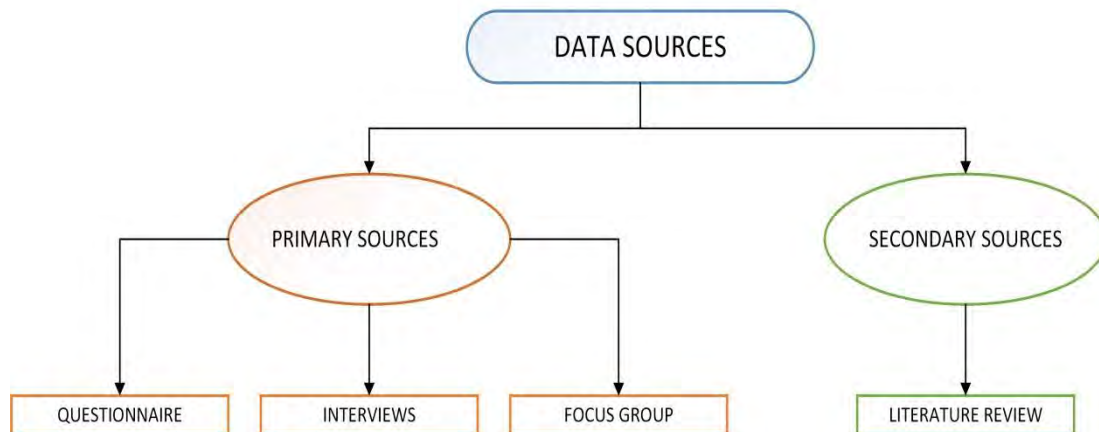 DATA SOURCES
PRIMARY SOURCES
SECONDARY SOURCES
QUESTIONNAIRE
INTERVIEWS
FOCUS GROUP
LITERATURE REVIEW